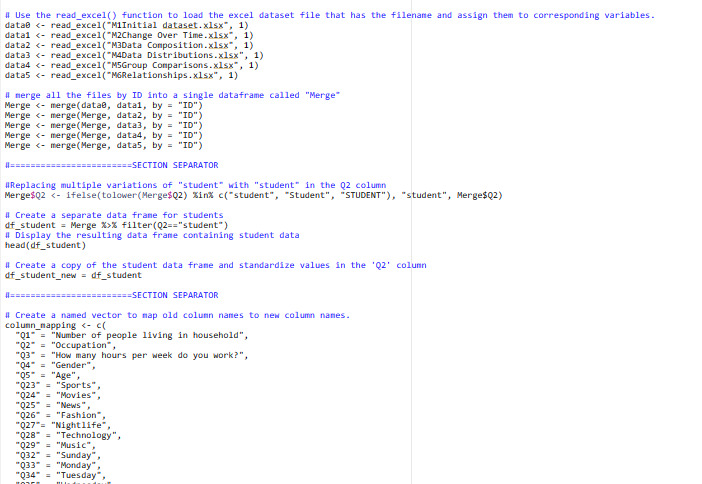 # Use the read_excel() function to load the excel dataset file that has the filename and assign them to corresponding variables.
data0 <- read_excel("M1Initial dataset.xlsx", 1)
data1 <- read_excel("M2Change Over Time.xlsx", 1)
data2 <- read_excel("M3Data Composition.xlsx", 1)
data3 <- read_excel("M4Data Distributions.xlsx", 1)
data4 <- read_excel("M5Group Comparisons.xlsx", 1)
data5 <- read_excel("M6Relationships.xlsx", 1)
# merge all the files by ID into a single dataframe called "Merge"
Merge <- merge(data0, data1, by = "ID")
Merge <- merge(Merge, data2, by = "ID")
Merge <- merge(Merge, data3, by = "ID")
Merge <- merge(Merge, data4, by = "ID")
Merge <- merge(Merge, data5, by = "ID")
#========================SECTION SEPARATOR
#Replacing multiple variations of "student" with "student" in the Q2 column
Merge$Q2 <- ifelse(tolower(Merge$Q2) %in% c("student", "Student", "STUDENT"), "student", Merge$Q2)
# Create a separate data frame for students
df_student = Merge %>% filter(Q2=="student")
# Display the resulting data frame containing student data
head(df_student)
# Create a copy of the student data frame and standardize values in the 'Q2' column
df_student_new = df_student
#========================SECTION SEPARATOR
# Create a named vector to map old column names to new column names.
column_mapping <- c(
"Q1" = "Number of people living in household",
"Q2" = "Occupation",
"Q3" = "How many hours per week do you work?",
"Q4" = "Gender",
"Q5" = "Age",
"Q23" = "Sports",
"Q24" = "Movies",
"Q25" = "News",
"Q26" = "Fashion",
"Q27"= "Nightlife",
"Q28" = "Technology",
"Q29" = "Music",
"Q32" = "Sunday",
"Q33" = "Monday",
"Q34" = "Tuesday",